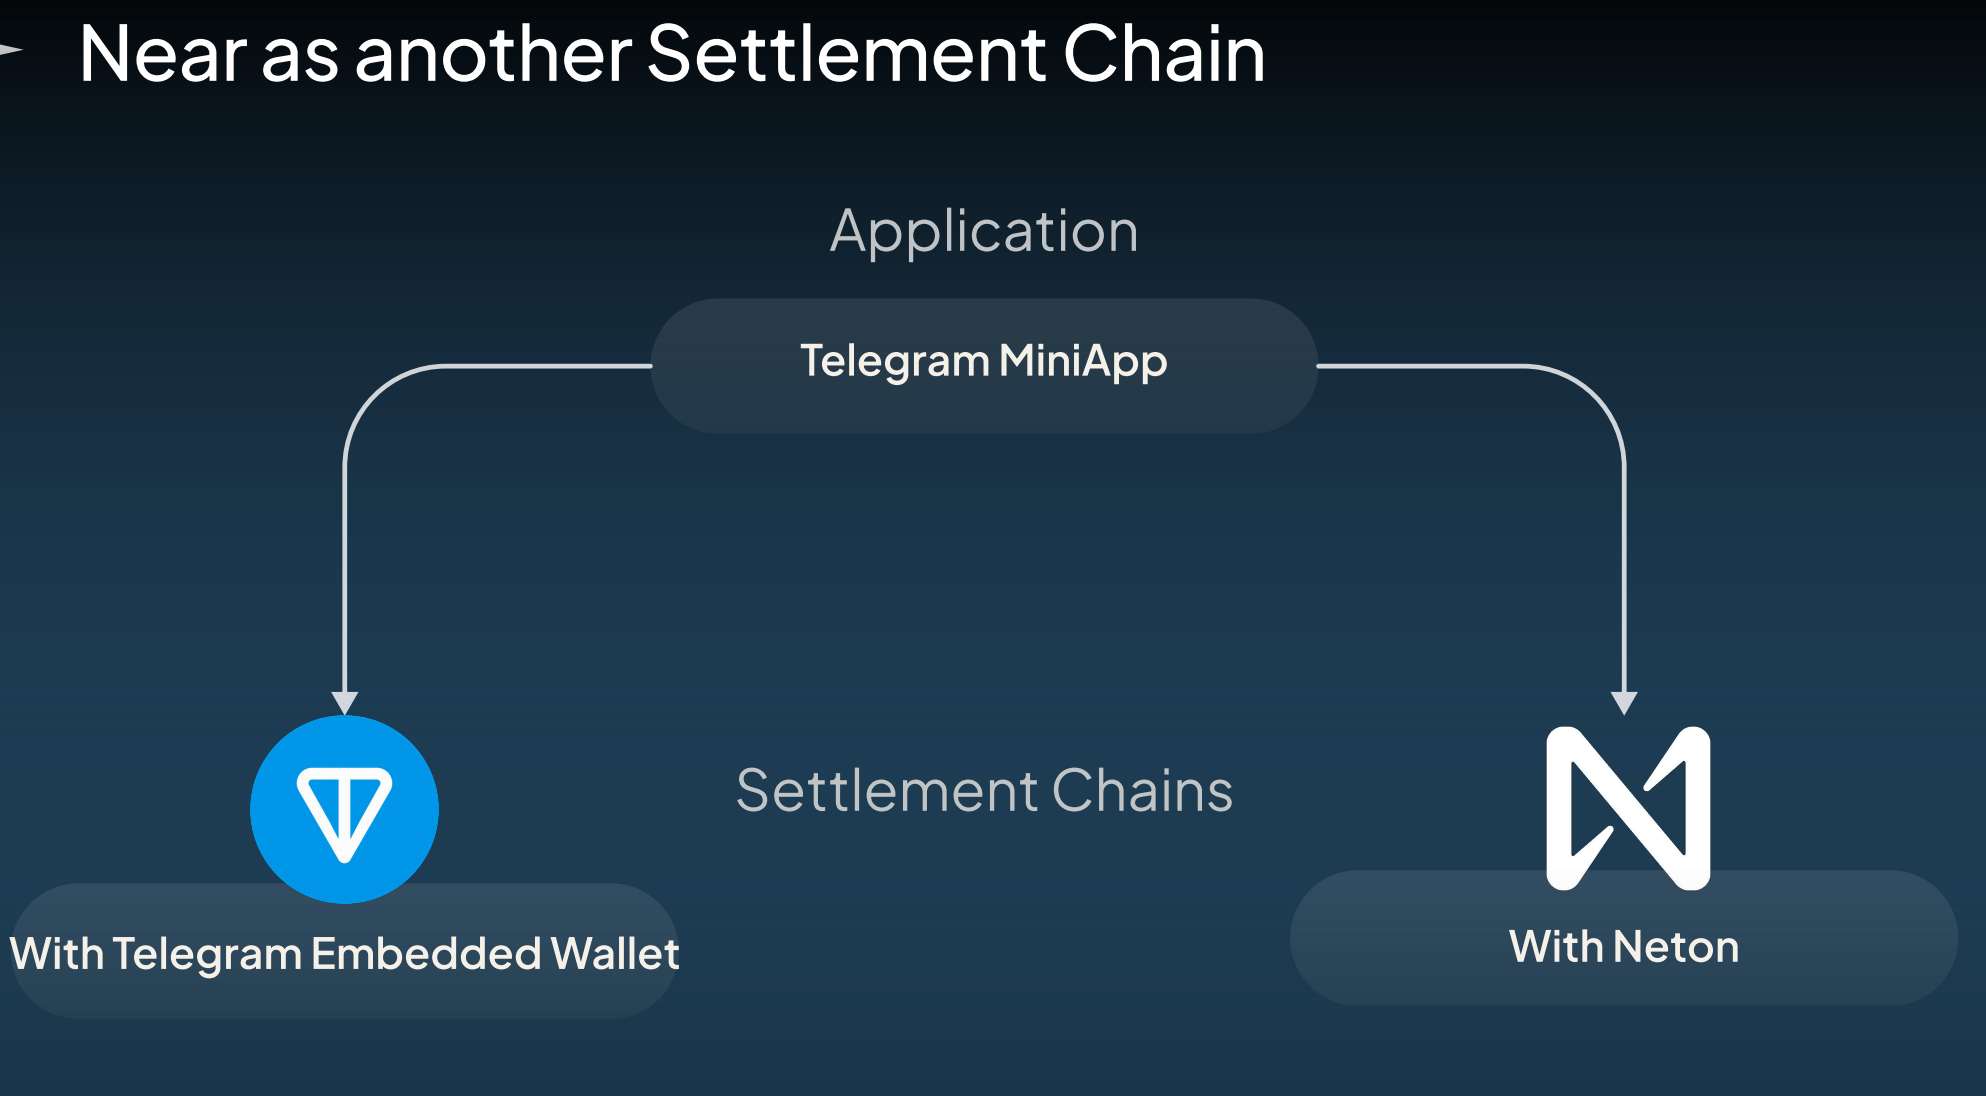 Near as another Settlement Chain
Application
Telegram MiniApp
Settlement Chains
With Telegram Embedded Wallet
With Neton